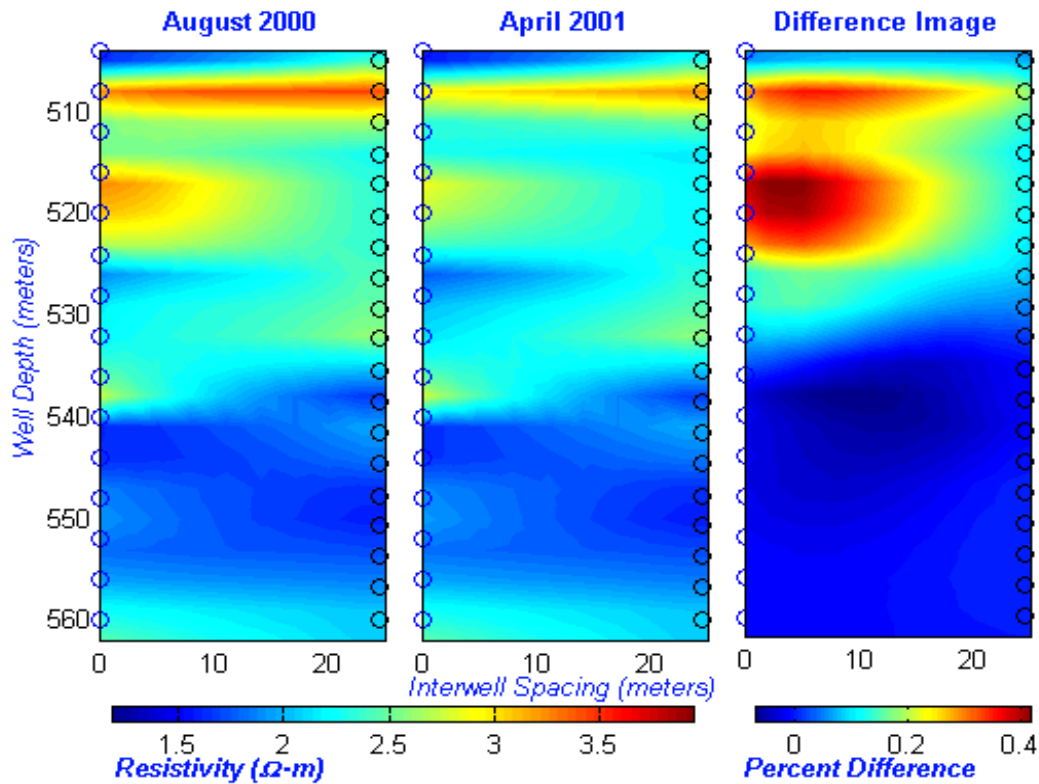 August 2000 April 2001 Difference Image
Well Depth (meters)
510
520
530
540
550
560
0 10 20 0 10 20 0 10 20
Interwell Spacing (meters)
1.5 2 2.5 3 3.5 0 0.2 0.4
Resistivity (Ω-m) Percent Difference